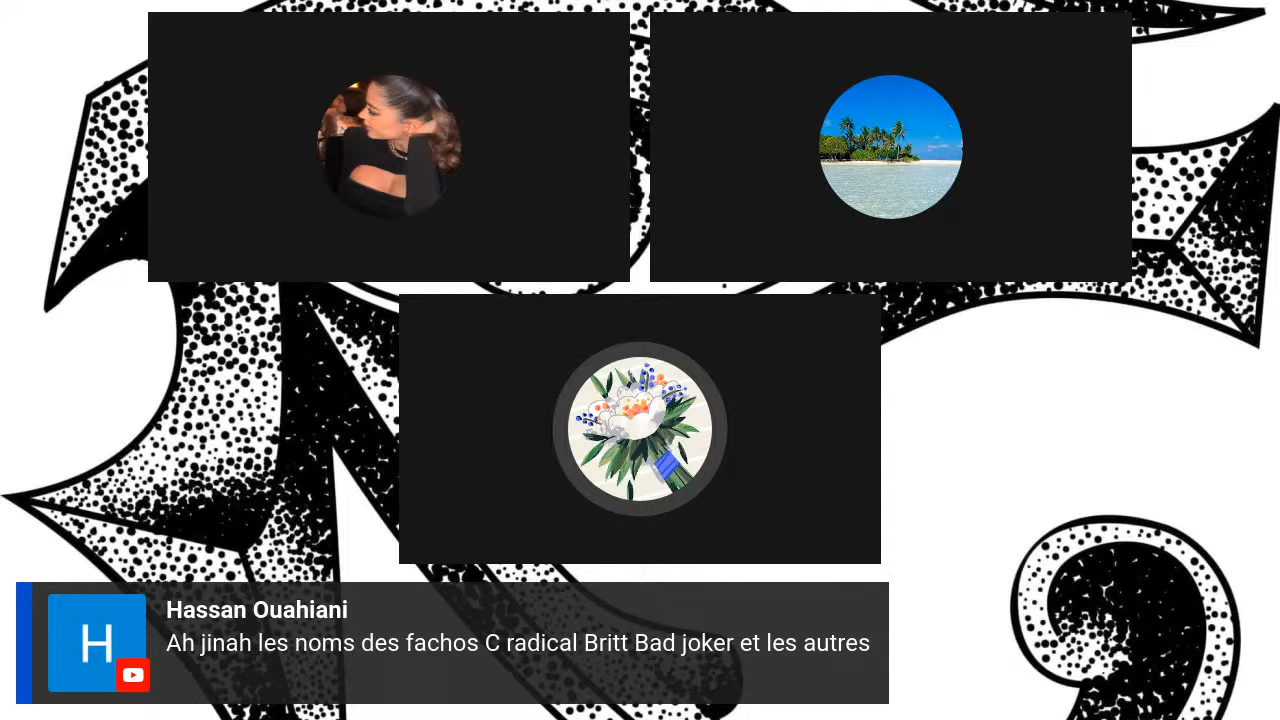 H
Hassan Ouahiani
Ah jinah les noms des fachos C radical Britt Bad joker et les autres